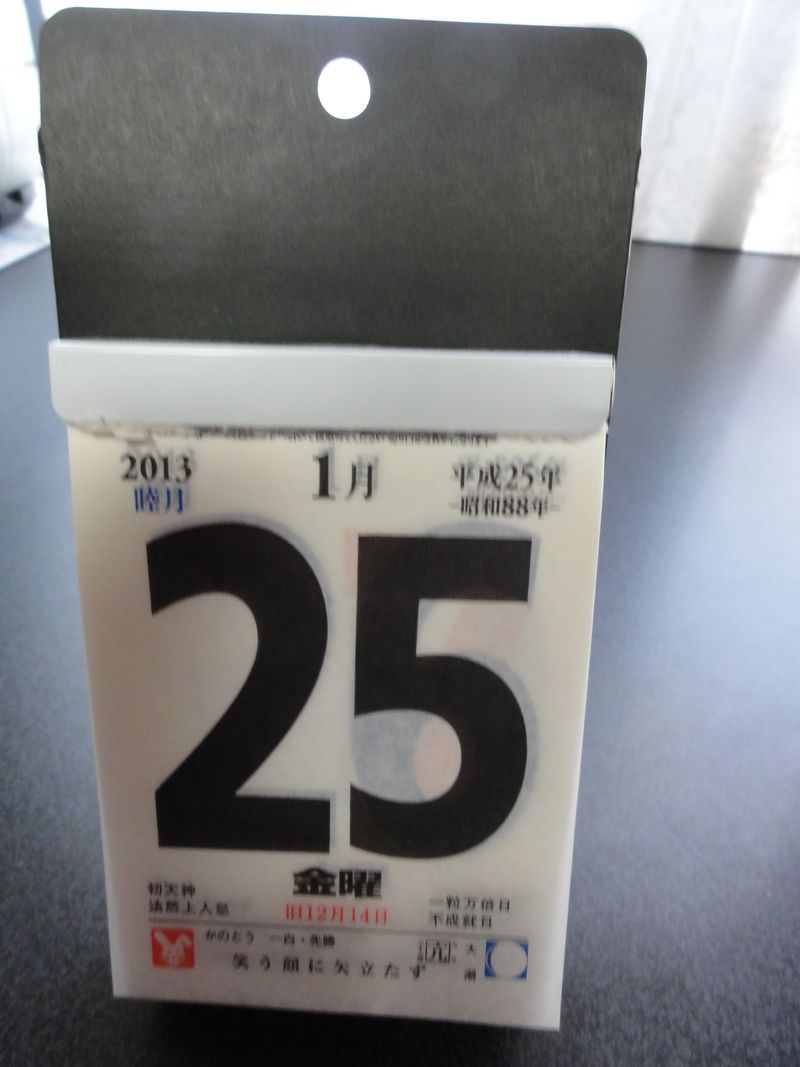 2013
睦月
1月
平成25年
昭和88年
25
金曜
旧12月14日
初天神
法然上人忌
一粒万倍日
不成就日
かのとう 一白・先勝
笑う顔に矢立たず
亢
大潮